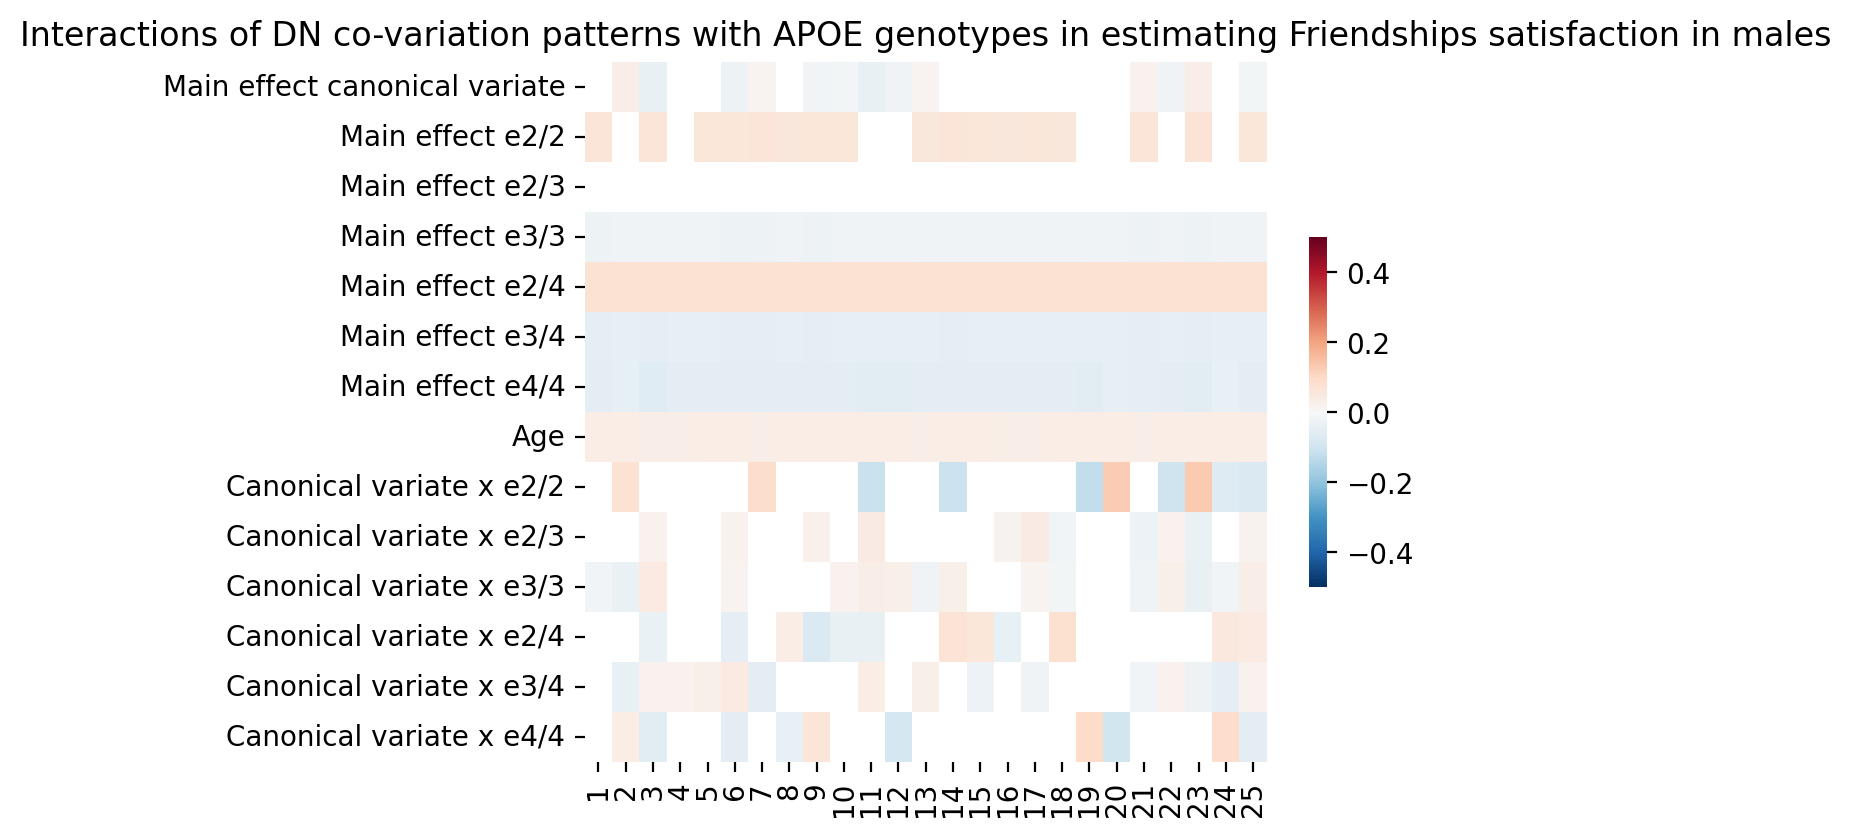 Interactions of DN co-variation patterns with APOE genotypes in estimating Friendships satisfaction in males
Main effect canonical variate
Main effect e2/2
Main effect e2/3
Main effect e3/3
Main effect e2/4
Main effect e3/4
Main effect e4/4
Age
Canonical variate x e2/2
Canonical variate x e2/3
Canonical variate x e3/3
Canonical variate x e2/4
Canonical variate x e3/4
Canonical variate x e4/4
1 2 3 4 5 6 7 8 9 10 11 12 13 14 15 16 17 18 19 20 21 22 23 24 25
0.4
0.2
0.0
−0.2
−0.4